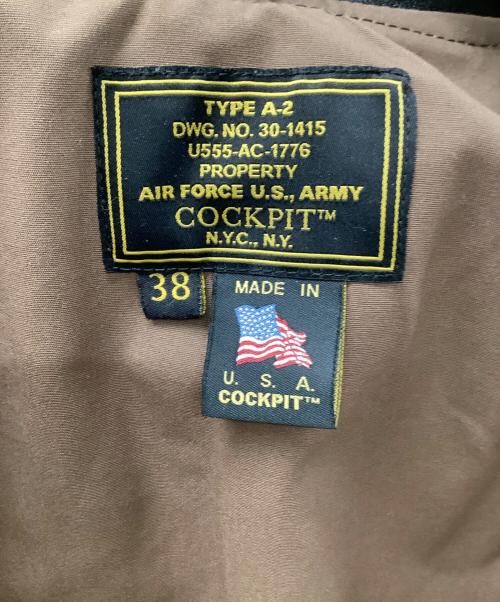 TYPE A-2
DWG. NO. 30-1415
U555-AC-1776
PROPERTY
AIR FORCE U.S., ARMY
COCKPIT™
N.Y.C., N.Y.
38
MADE IN
U. S. A.
COCKPIT™